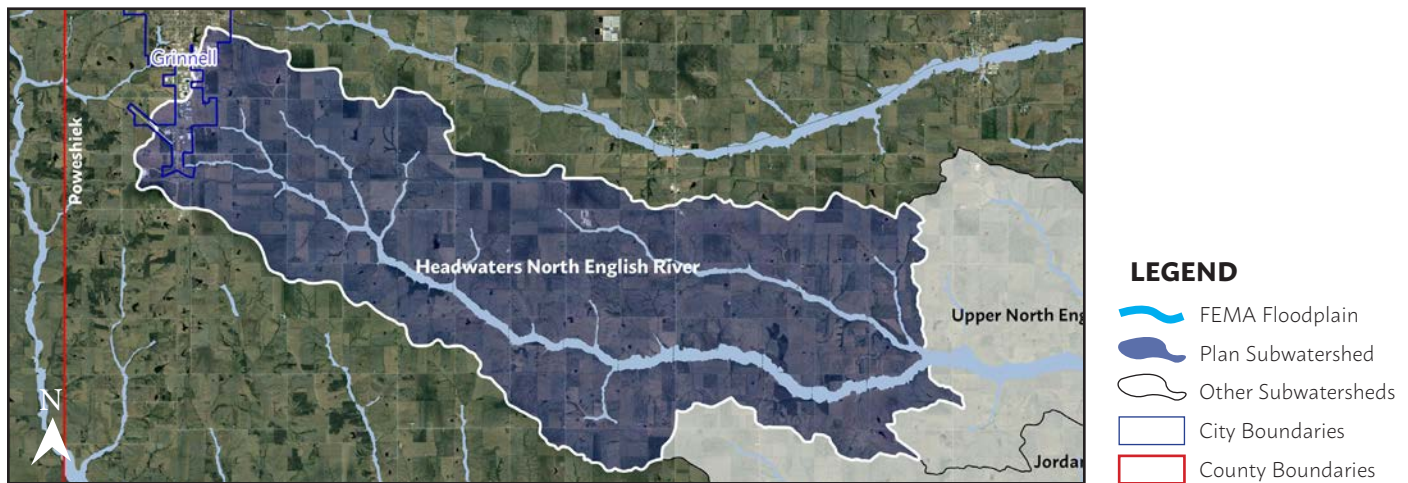 Grinnell
Poweshiek
Headwaters North English River
Upper North Eng
Jordan
N
LEGEND
FEMA Floodplain
Plan Subwatershed
Other Subwatersheds
City Boundaries
County Boundaries